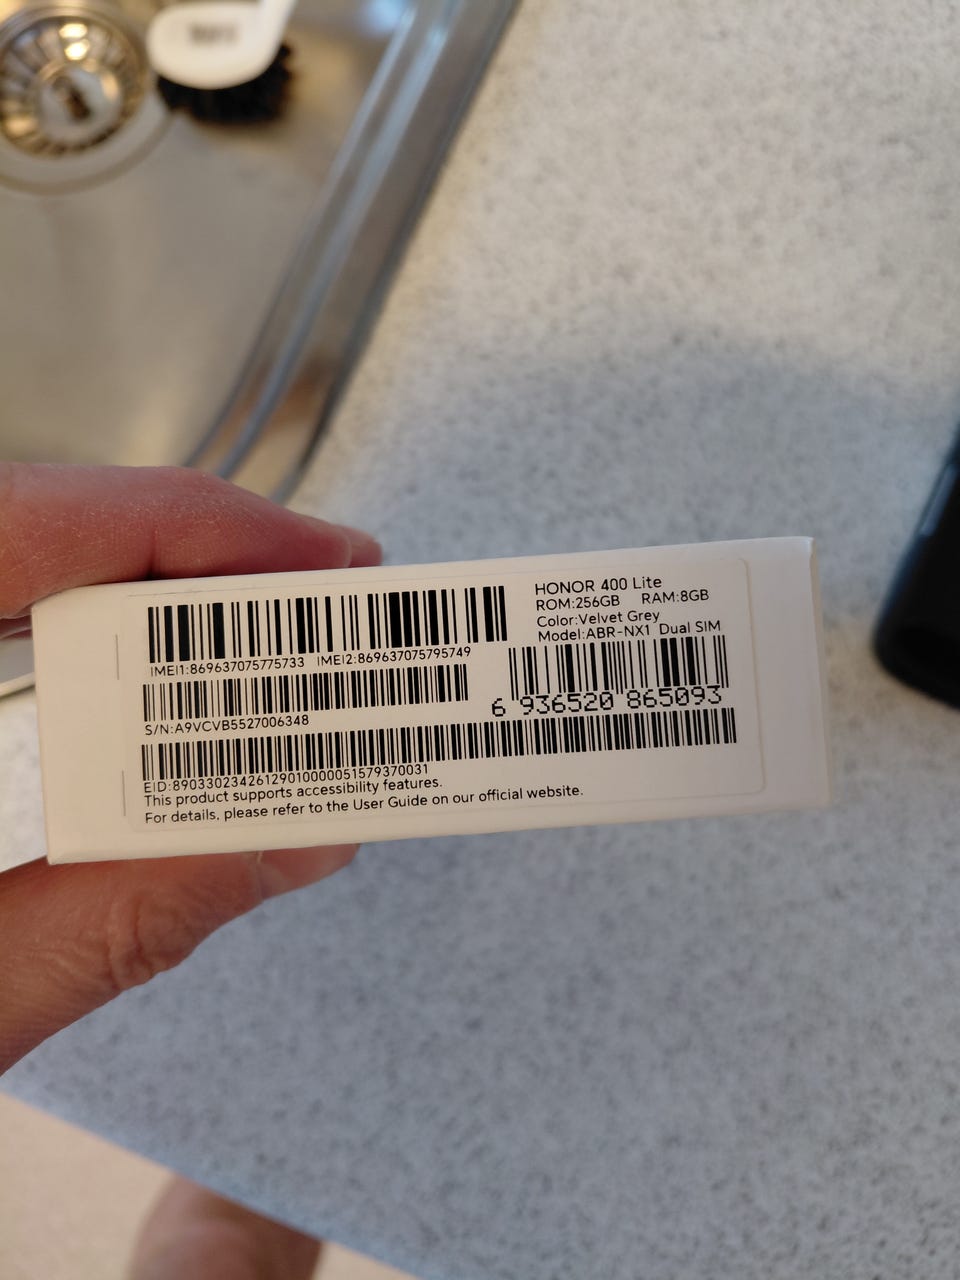 HONOR 400 Lite
ROM:256GB RAM:8GB
Color:Velvet Grey
Model:ABR-NX1 Dual SIM
IMEI1:869637075775733 IMEI2:869637075795749
6 936520 865093
S/N:A9VCVB5527006348
EID:89033023426129010000051579370031
This product supports accessibility features.
For details, please refer to the User Guide on our official website.